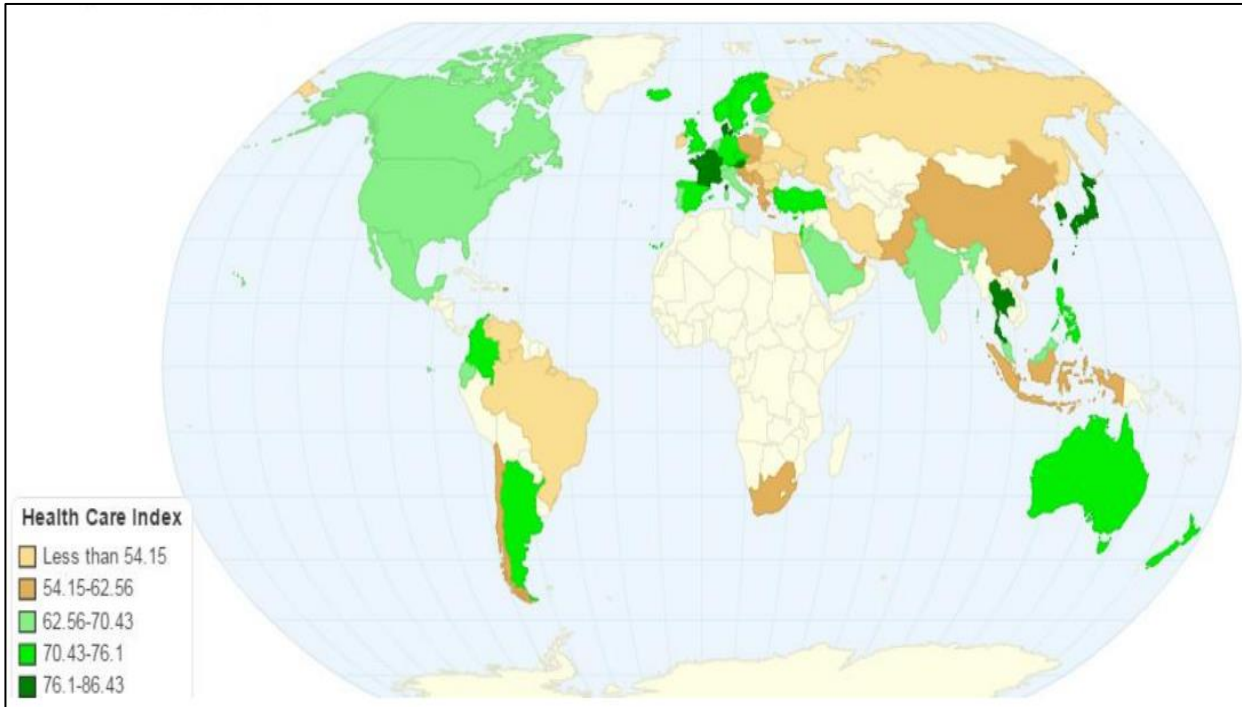 Health Care Index
Less than 54.15
54.15-62.56
62.56-70.43
70.43-76.1
76.1-86.43